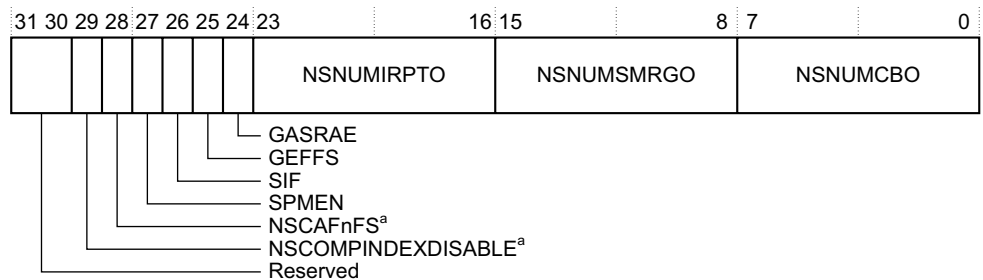 31 30 29 28 27 26 25 24 23 16 15 8 7 0
NSNUMIRPTO NSNUMSMRGO NSNUMCBO
GASRAE
GEFFS
SIF
SPMEN
NSCAFnFSᵃ
NSCOMPINDEXDISABLEᵃ
Reserved